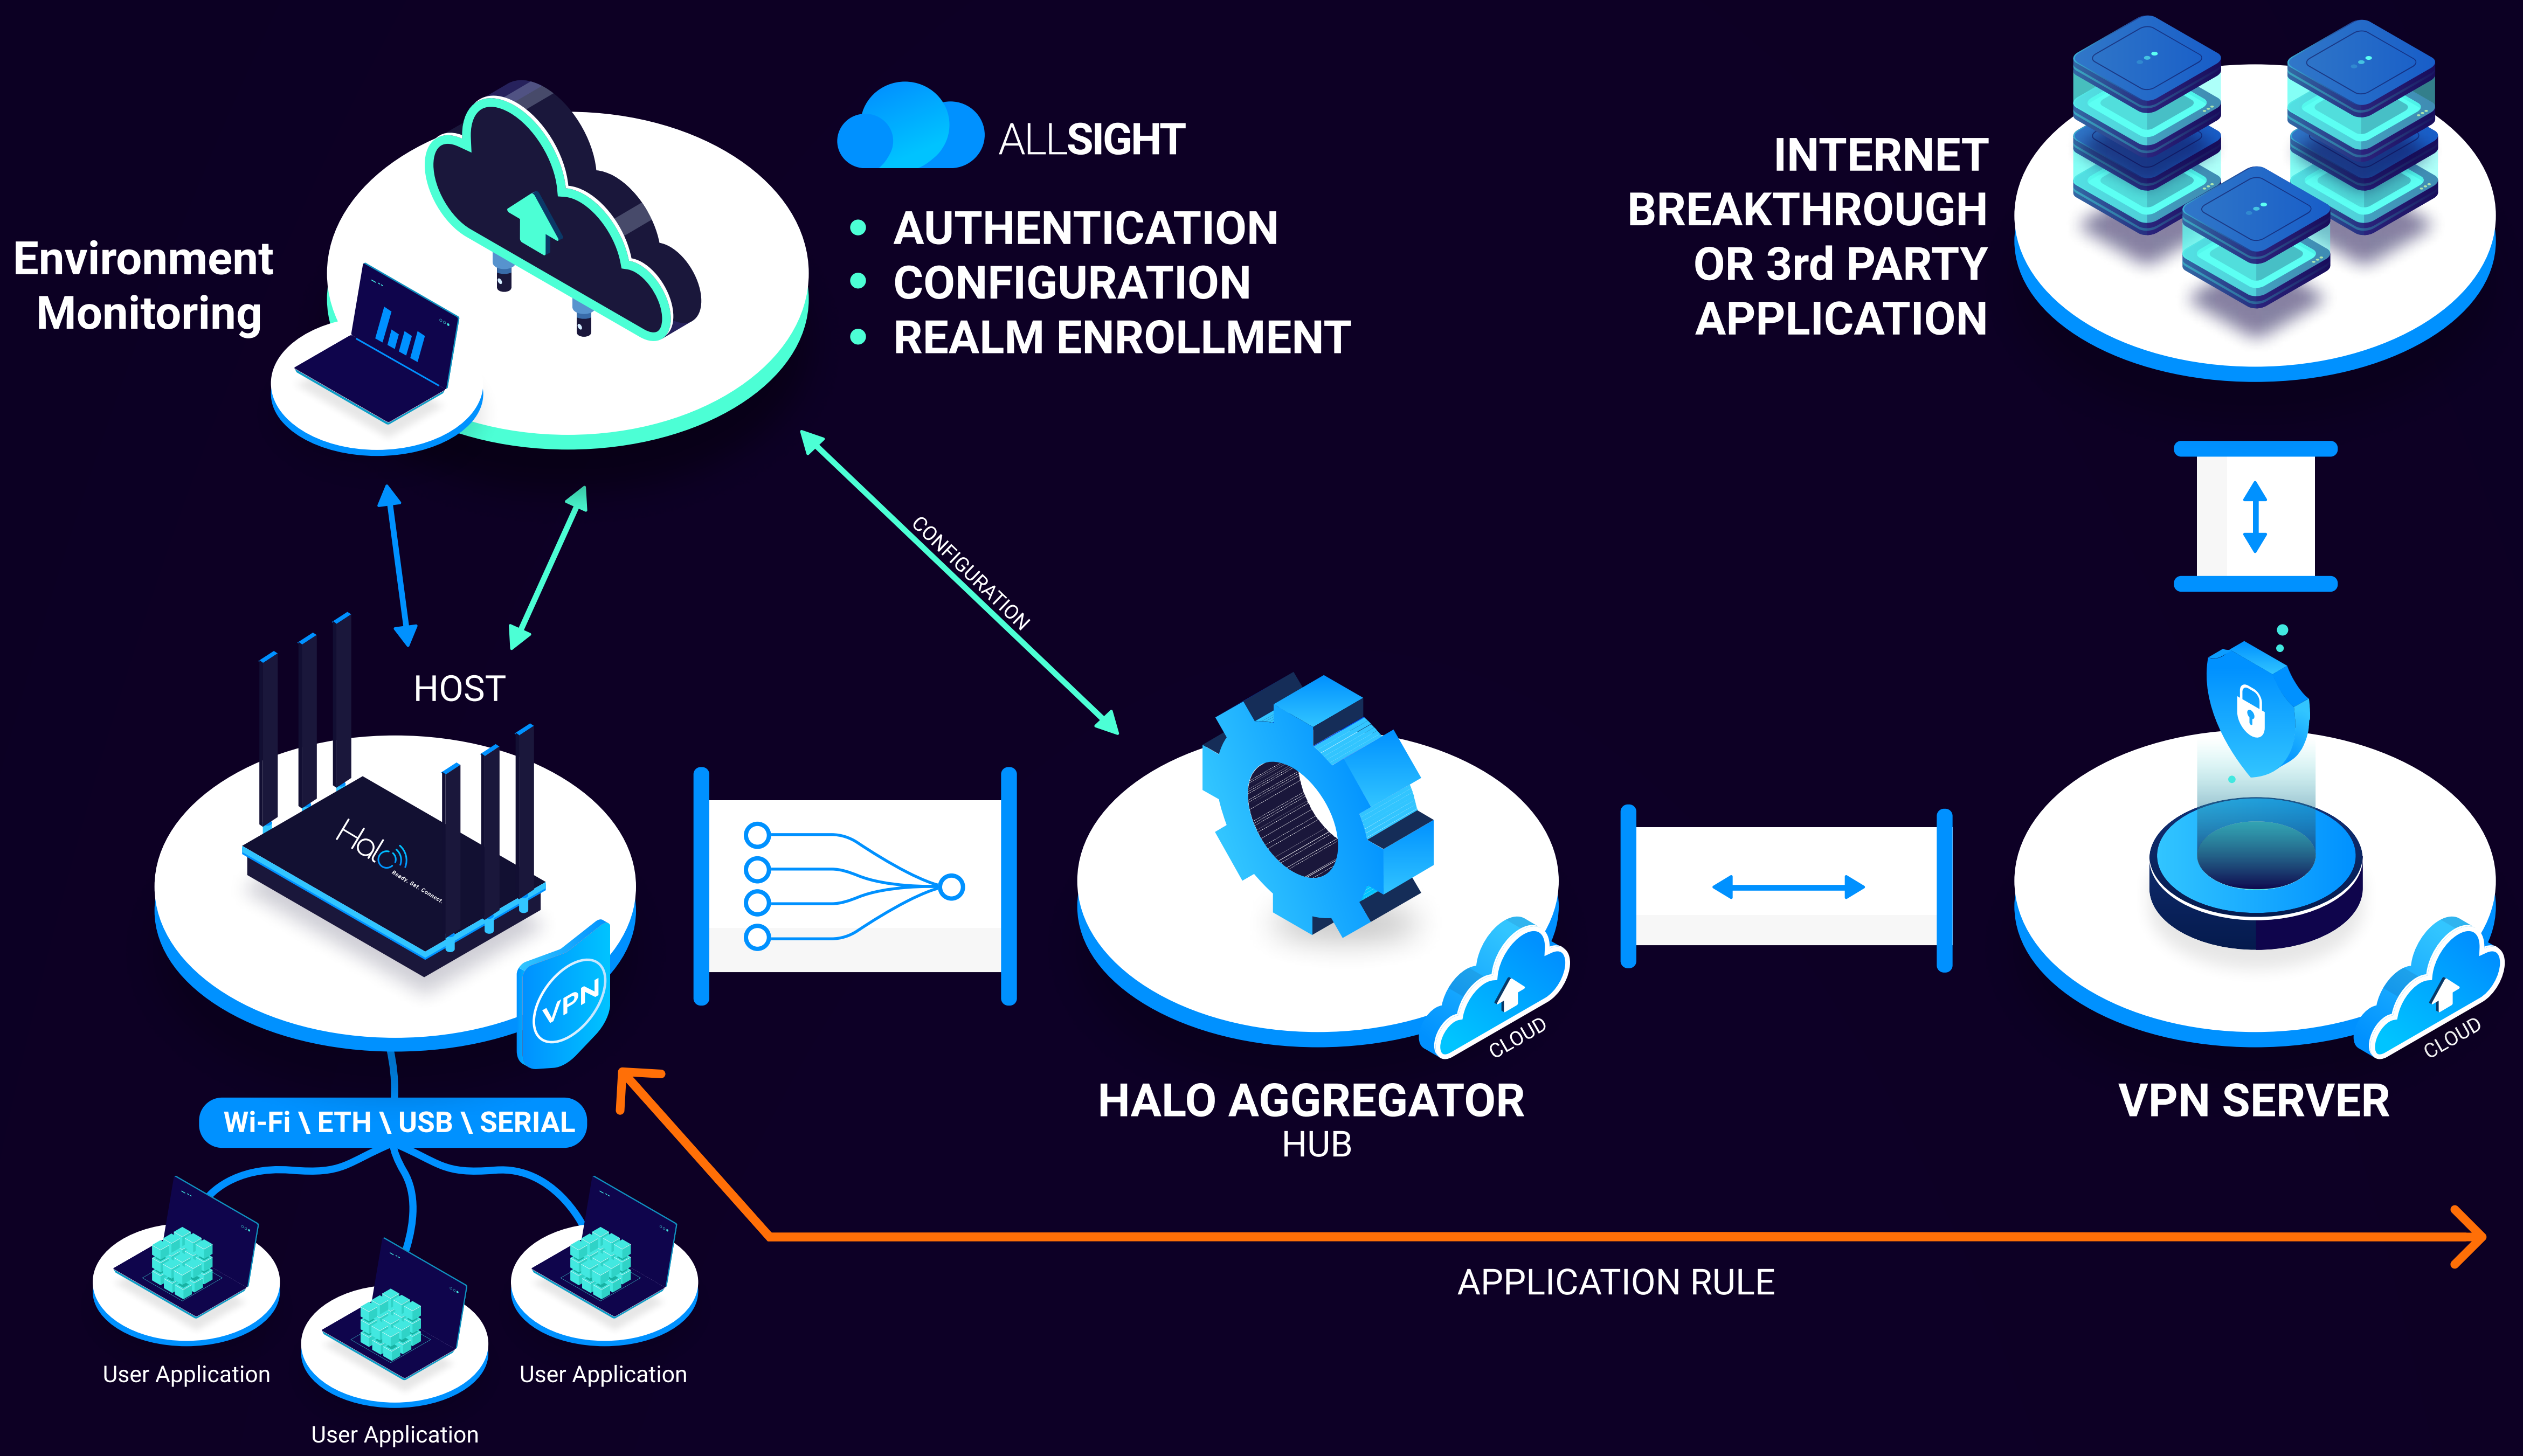 ALLSIGHT
• AUTHENTICATION
• CONFIGURATION
• REALM ENROLLMENT
Environment
Monitoring
INTERNET
BREAKTHROUGH
OR 3rd PARTY
APPLICATION
CONFIGURATION
HOST
Halo
Ready. Set. Connect.
VPN
CLOUD
HALO AGGREGATOR
HUB
CLOUD
VPN SERVER
Wi-Fi \ ETH \ USB \ SERIAL
APPLICATION RULE
User Application
User Application
User Application